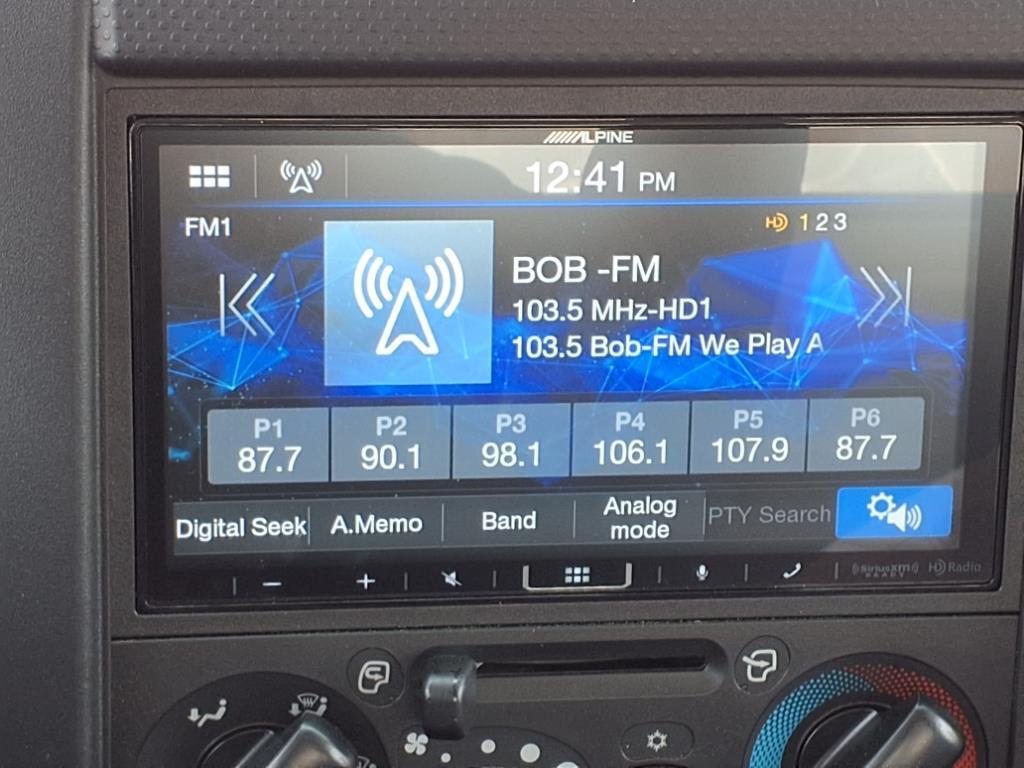 ALPINE
12:41 PM
FM1
HD 1 2 3
BOB -FM
103.5 MHz-HD1
103.5 Bob-FM We Play A
P1 P2 P3 P4 P5 P6
87.7 90.1 98.1 106.1 107.9 87.7
Digital Seek A.Memo Band Analog mode PTY Search
− +
((SiriusXM)) HD Radio
READY